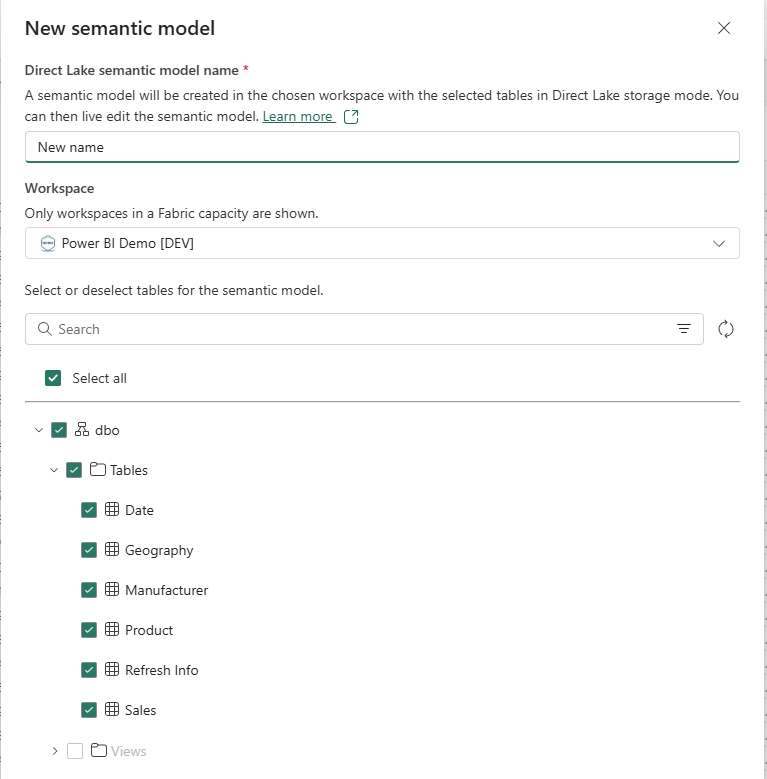 New semantic model
Direct Lake semantic model name *
A semantic model will be created in the chosen workspace with the selected tables in Direct Lake storage mode. You
can then live edit the semantic model. Learn more
New name
Workspace
Only workspaces in a Fabric capacity are shown.
Power BI Demo [DEV]
Select or deselect tables for the semantic model.
Search
Select all
dbo
Tables
Date
Geography
Manufacturer
Product
Refresh Info
Sales
Views